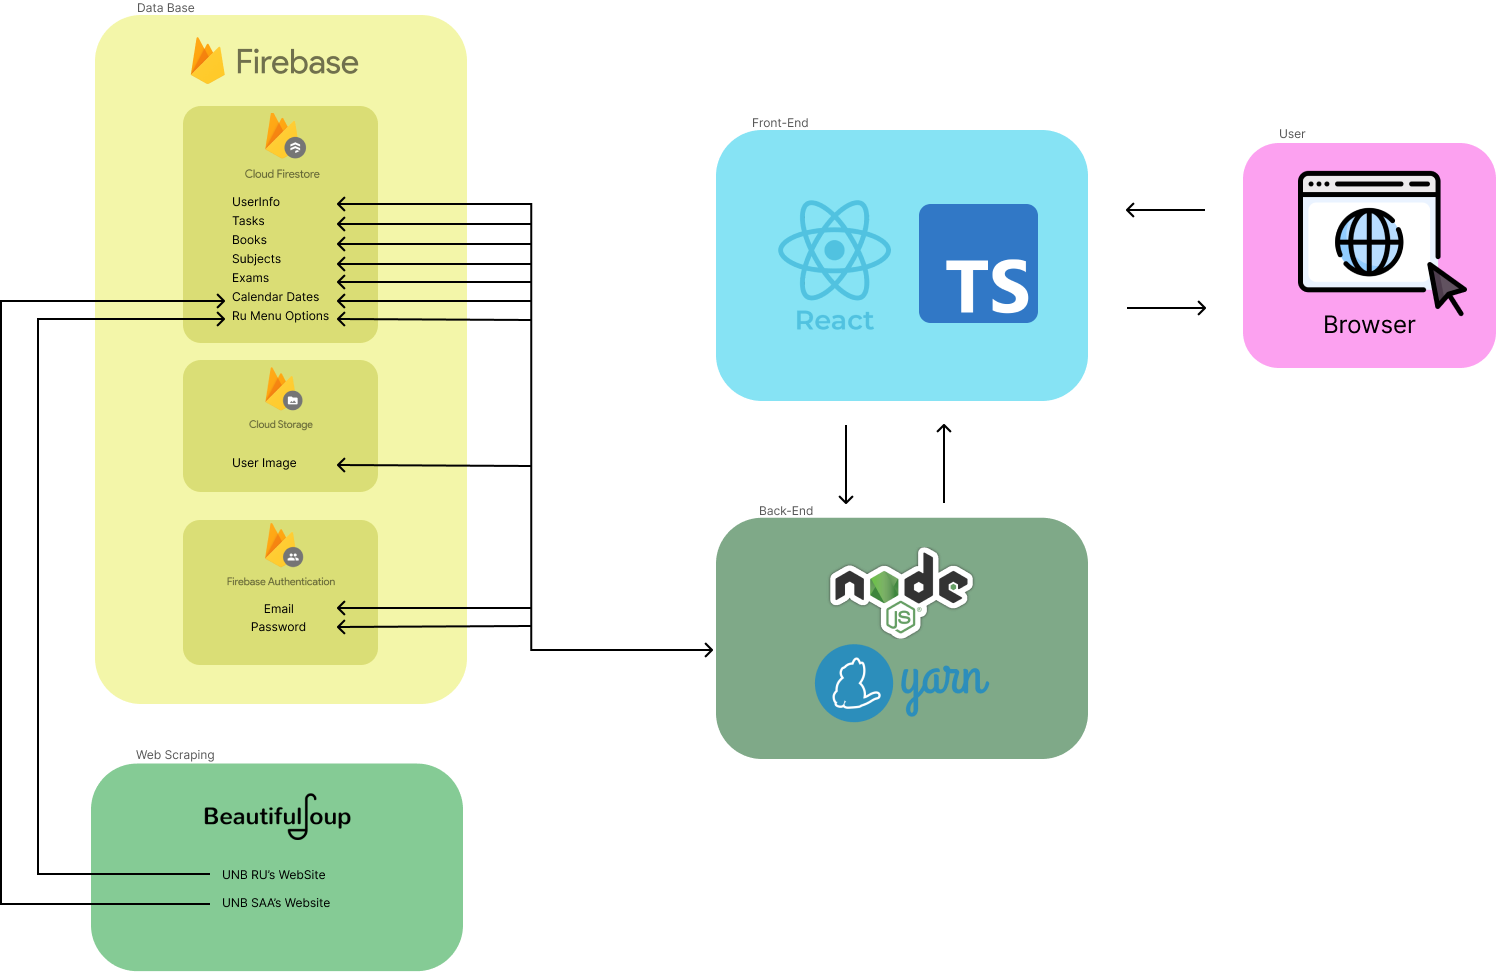 Data Base
Firebase
Cloud Firestore
UserInfo
Tasks
Books
Subjects
Exams
Calendar Dates
Ru Menu Options
Cloud Storage
User Image
Firebase Authentication
Email
Password
Web Scraping
BeautifulSoup
UNB RU's WebSite
UNB SAA's Website
Front-End
React
TS
Back-End
node
JS
®
yarn
User
Browser